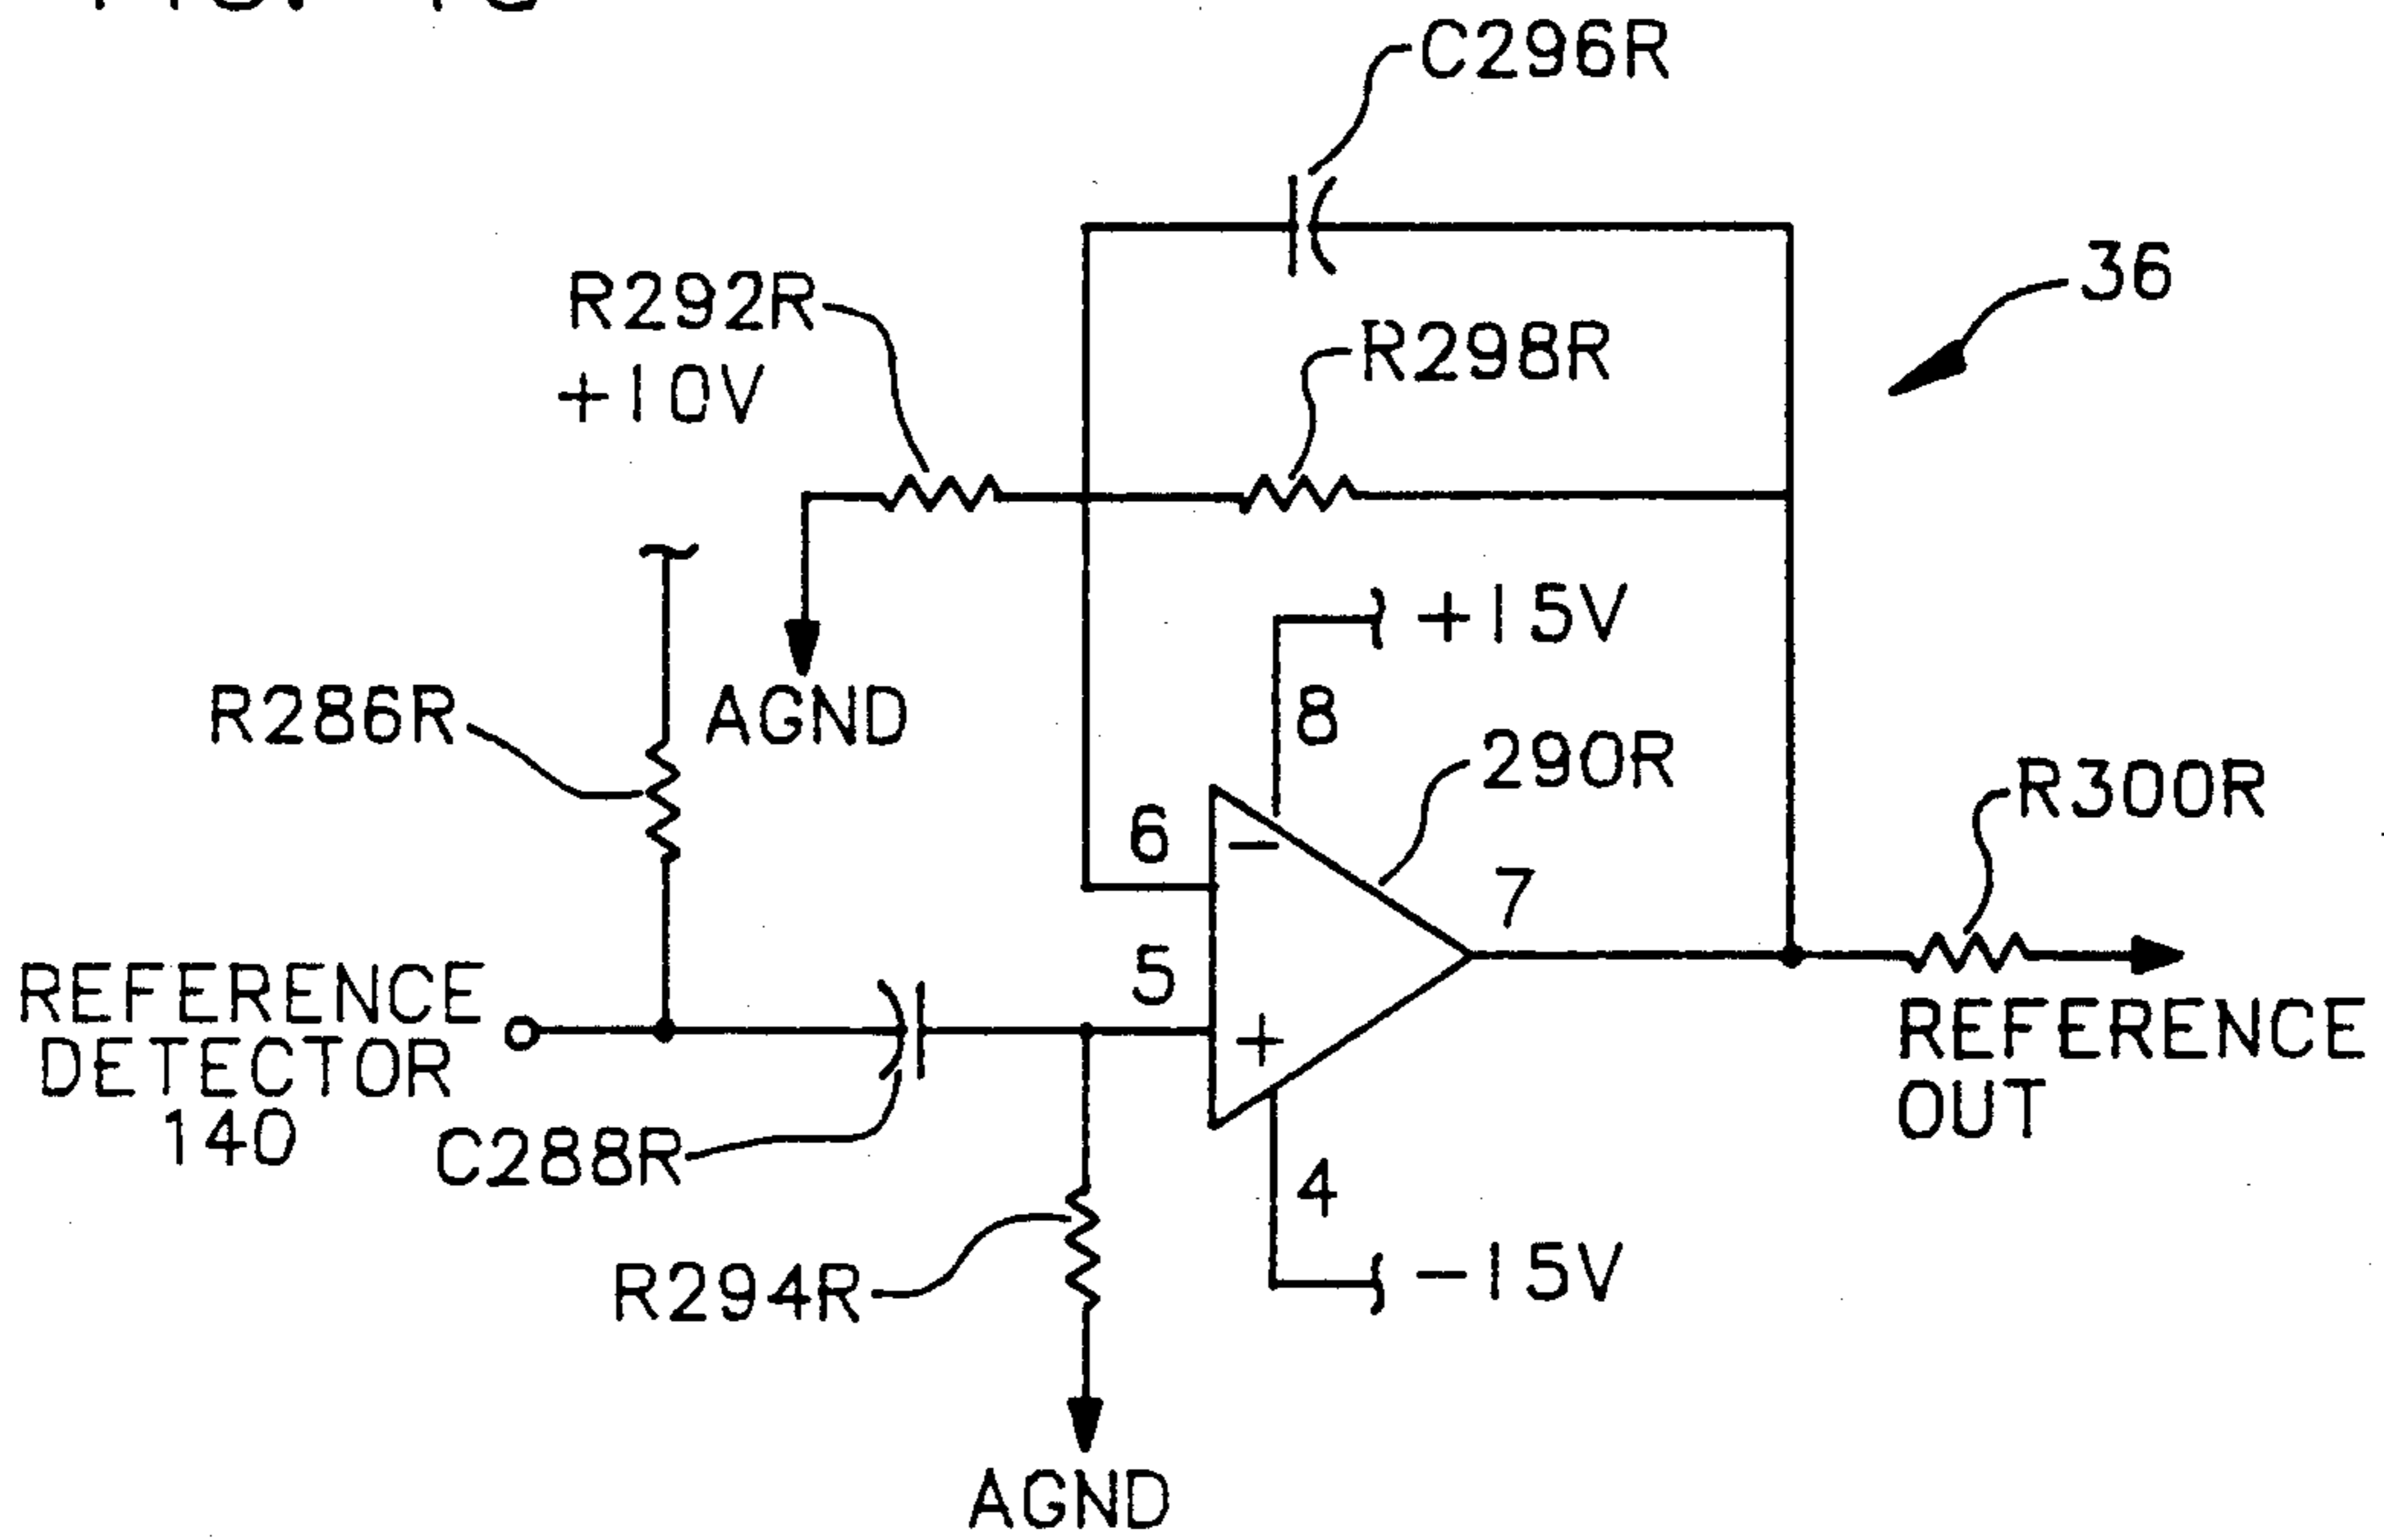 C296R
36
R292R
+10V
R298R
+15V
R286R
AGND
8
290R
R300R
6
7
5
REFERENCE
DETECTOR
140
REFERENCE
OUT
C288R
4
R294R
-15V
AGND